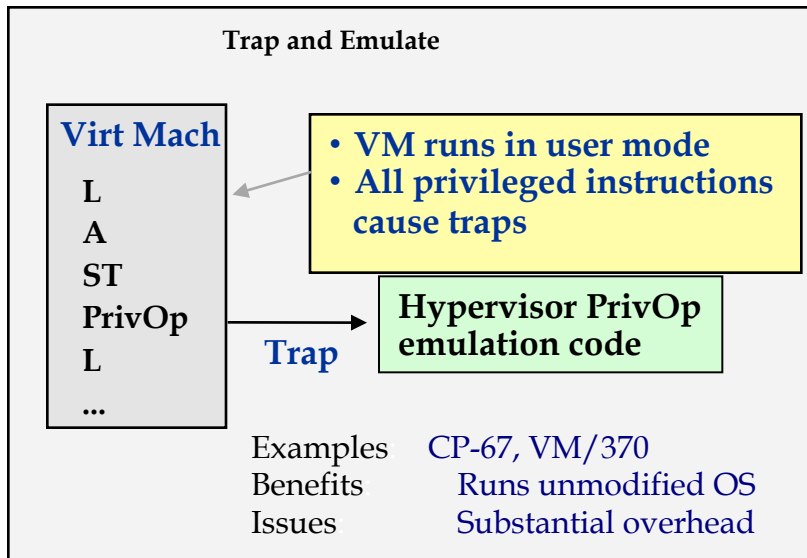 Trap and Emulate
Virt Mach
L
A
ST
PrivOp
L
...
• VM runs in user mode
• All privileged instructions
cause traps
Trap
Hypervisor PrivOp
emulation code
Examples: CP-67, VM/370
Benefits: Runs unmodified OS
Issues: Substantial overhead